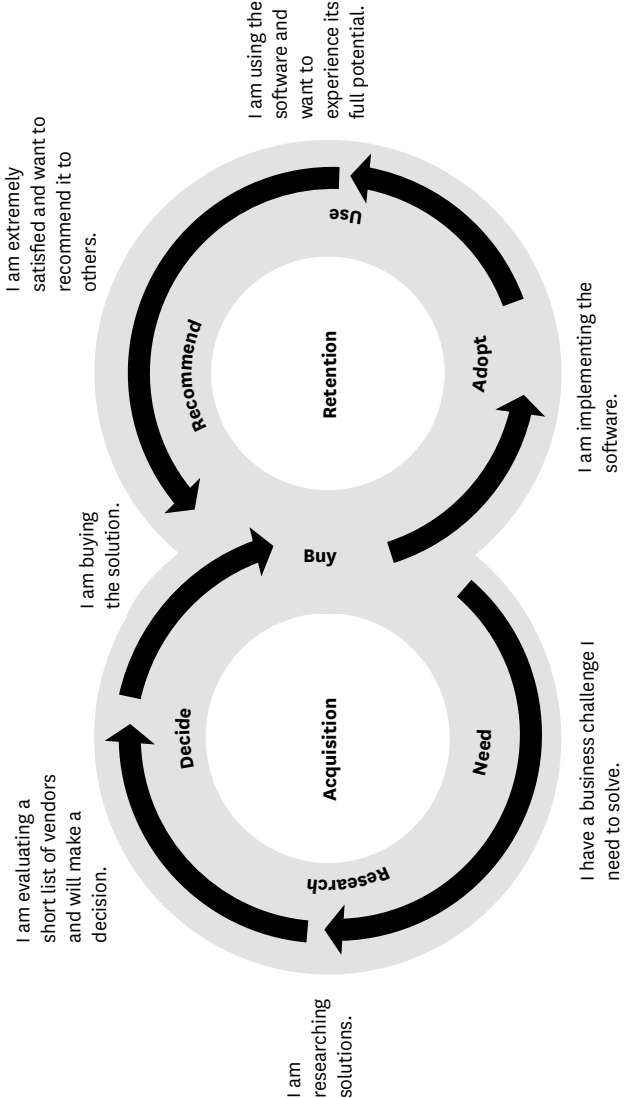 I am evaluating a
short list of vendors
and will make a
decision.
I am buying
the solution.
I am extremely
satisfied and want to
recommend it to
others.
Decide
Recommend
I am
researching
solutions.
Research
Acquisition
Buy
Retention
Use
I am using the
software and
want to
experience its
full potential.
Need
Adopt
I have a business challenge I
need to solve.
I am implementing the
software.